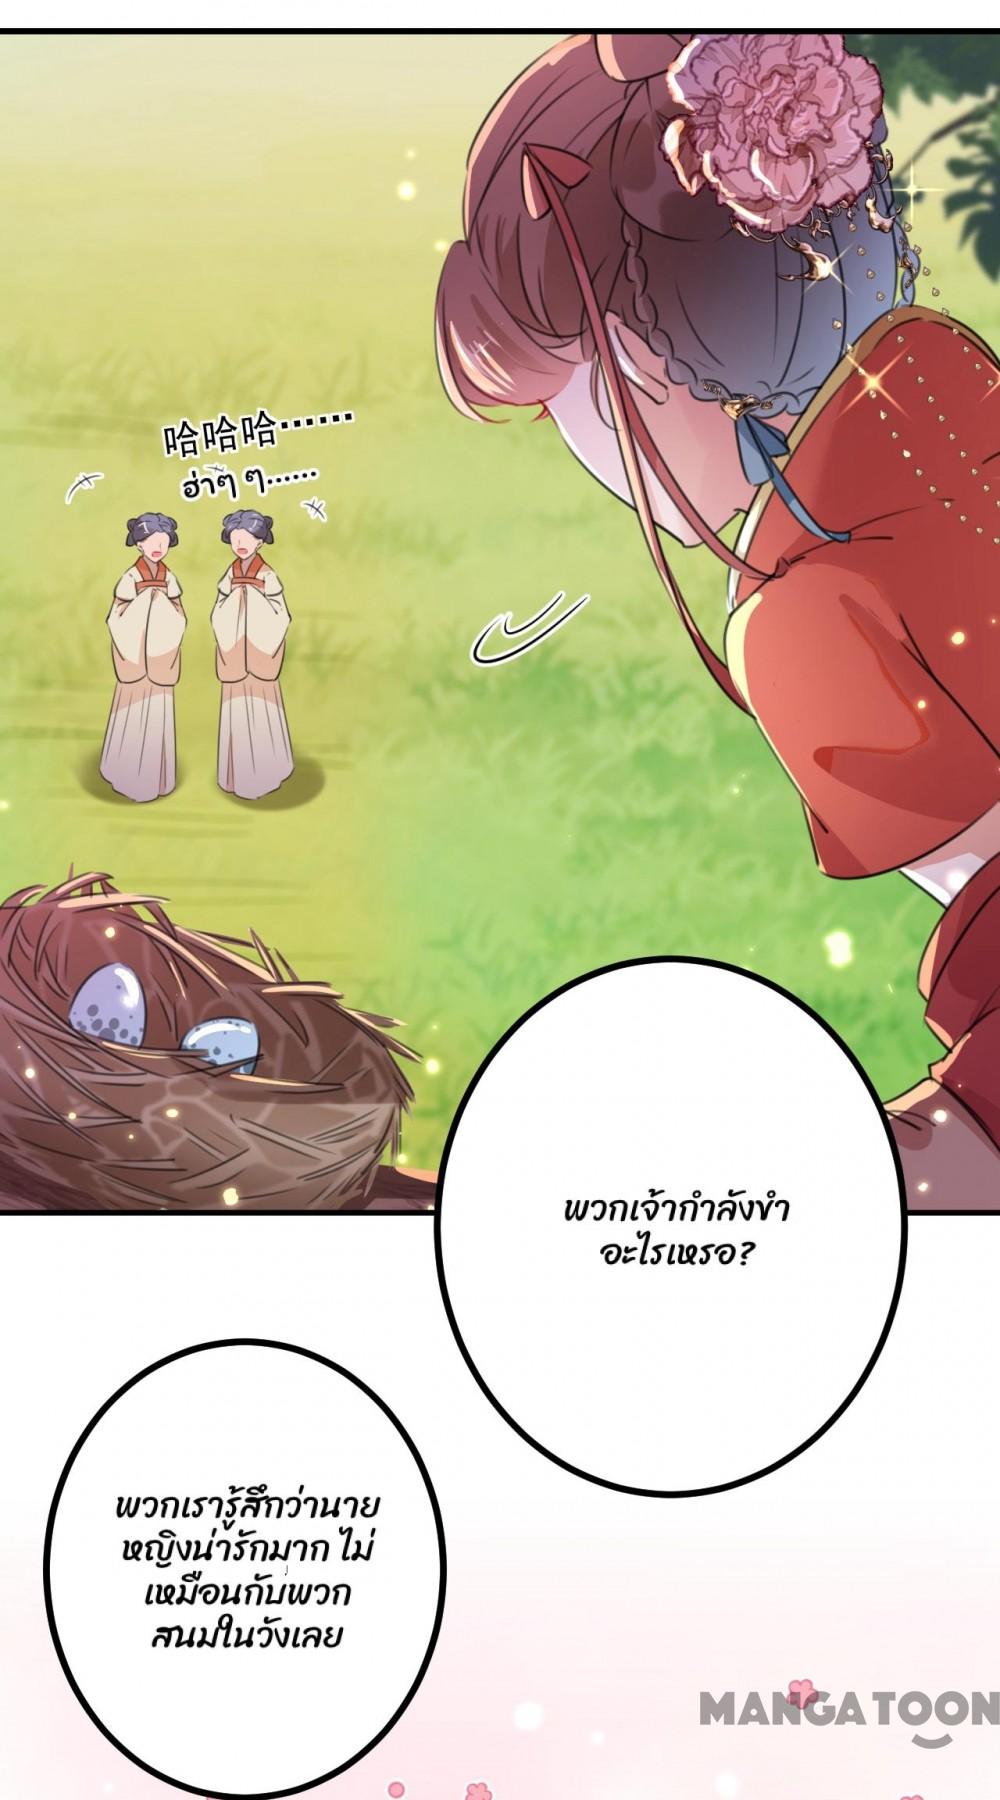 哈哈哈……
ฮ่าๆ ๆ......
พวกเจ้ากำลังขำ
อะไรเหรอ?
พวกเรารู้สึกว่านาย
หญิงน่ารักมาก ไม่
เหมือนกับพวก
สนมในวังเลย
MANGATOON